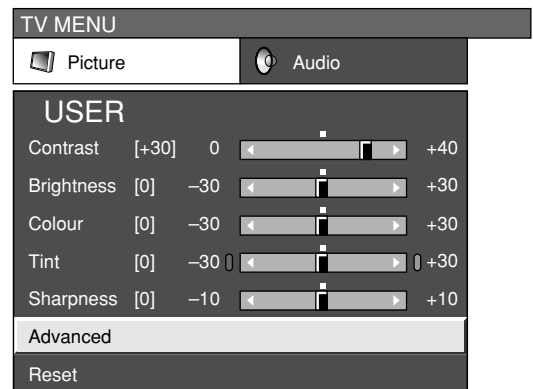 TV MENU
Picture Audio
USER
Contrast [+30] 0 +40
Brightness [0] –30 +30
Colour [0] –30 +30
Tint [0] –30 +30
Sharpness [0] –10 +10
Advanced
Reset